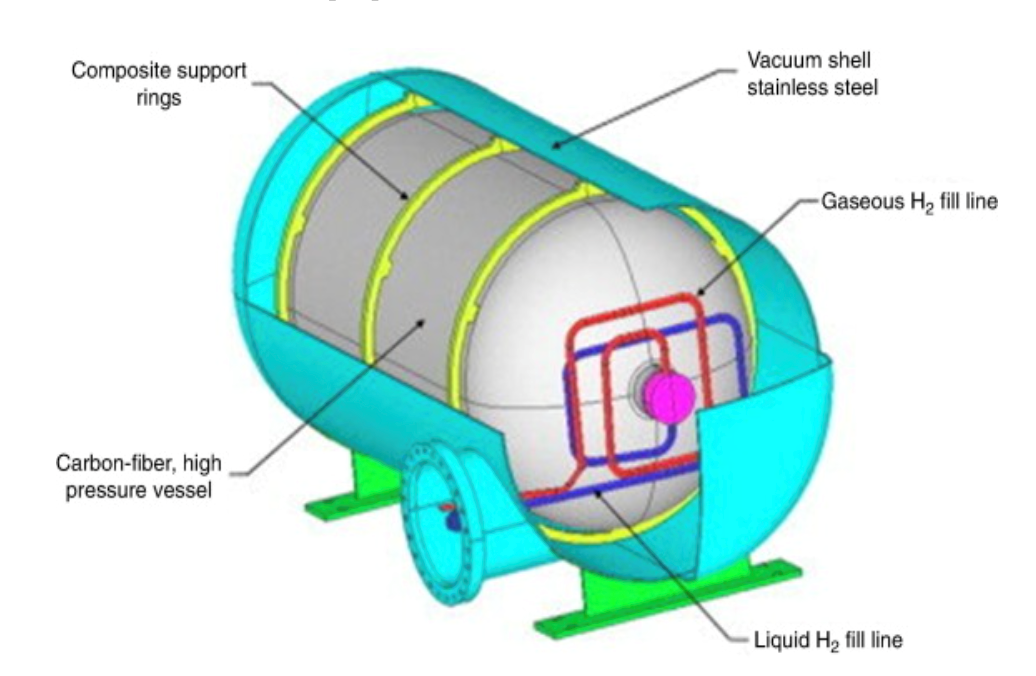 Composite support
rings
Vacuum shell
stainless steel
Gaseous H₂ fill line
Carbon-fiber, high
pressure vessel
Liquid H₂ fill line